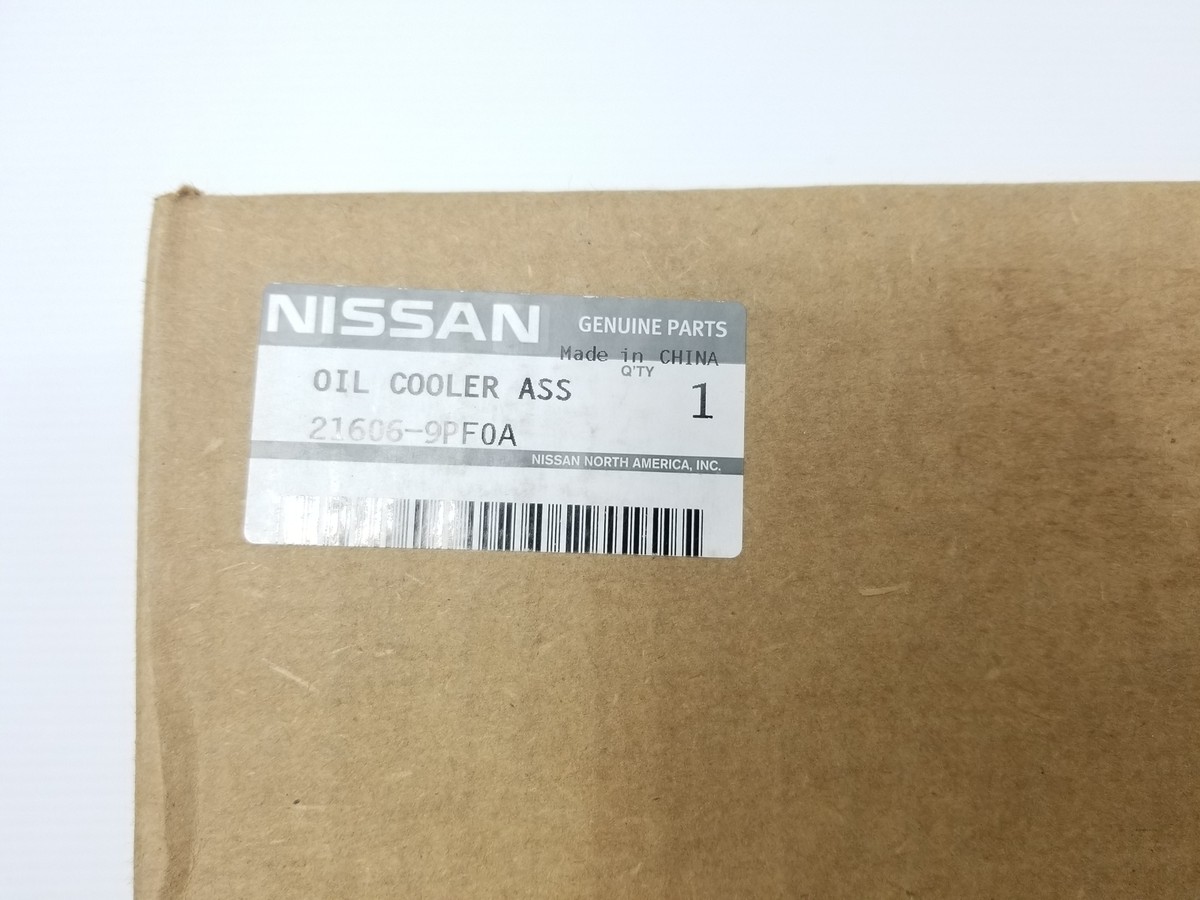 NISSAN GENUINE PARTS
Made in CHINA
Q'TY
OIL COOLER ASS 1
21606-9PF0A
NISSAN NORTH AMERICA, INC.